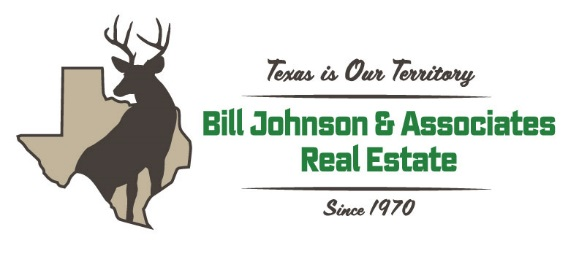 Texas is Our Territory
Bill Johnson & Associates
Real Estate
Since 1970